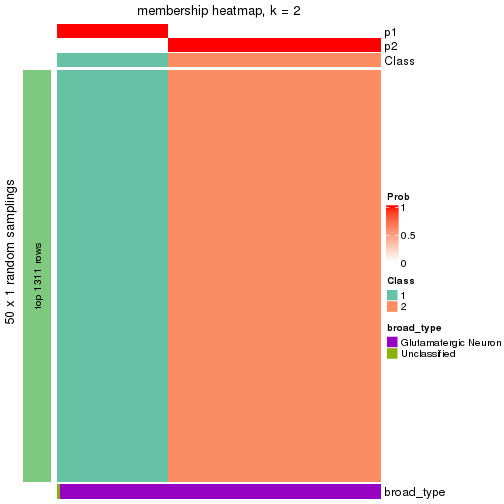 membership heatmap, k = 2
p1
p2
Class
50 x 1 random samplings
top 1311 rows
Prob
1
0.5
0
Class
1
2
broad_type
Glutamatergic Neuron
Unclassified
broad_type